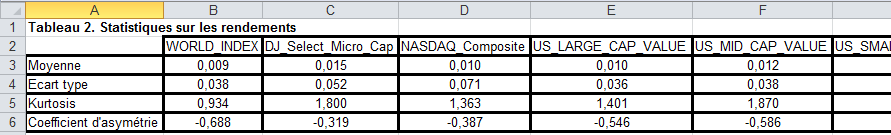 A B C D E F
1 Tableau 2. Statistiques sur les rendements
2 WORLD_INDEX DJ_Select_Micro_Cap NASDAQ_Composite US_LARGE_CAP_VALUE US_MID_CAP_VALUE
3 Moyenne 0,009 0,015 0,010 0,010 0,012
4 Ecart type 0,038 0,052 0,071 0,036 0,038
5 Kurtosis 0,934 1,800 1,363 1,401 1,870
6 Coefficient d'asymétrie -0,688 -0,319 -0,387 -0,546 -0,586